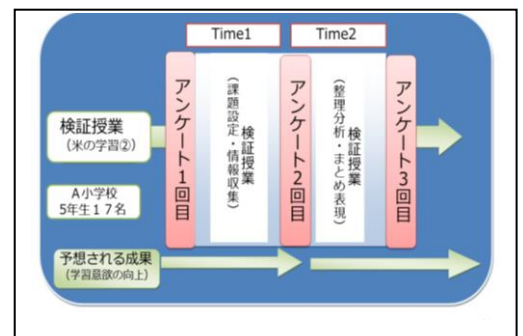 Time1
Time2
検証授業
（米の学習②）
A小学校
5年生１７名
アンケート１回目
検証授業
（課題設定・情報収集）
アンケート２回目
検証授業
（整理分析・まとめ表現）
アンケート３回目
予想される成果
（学習意欲の向上）